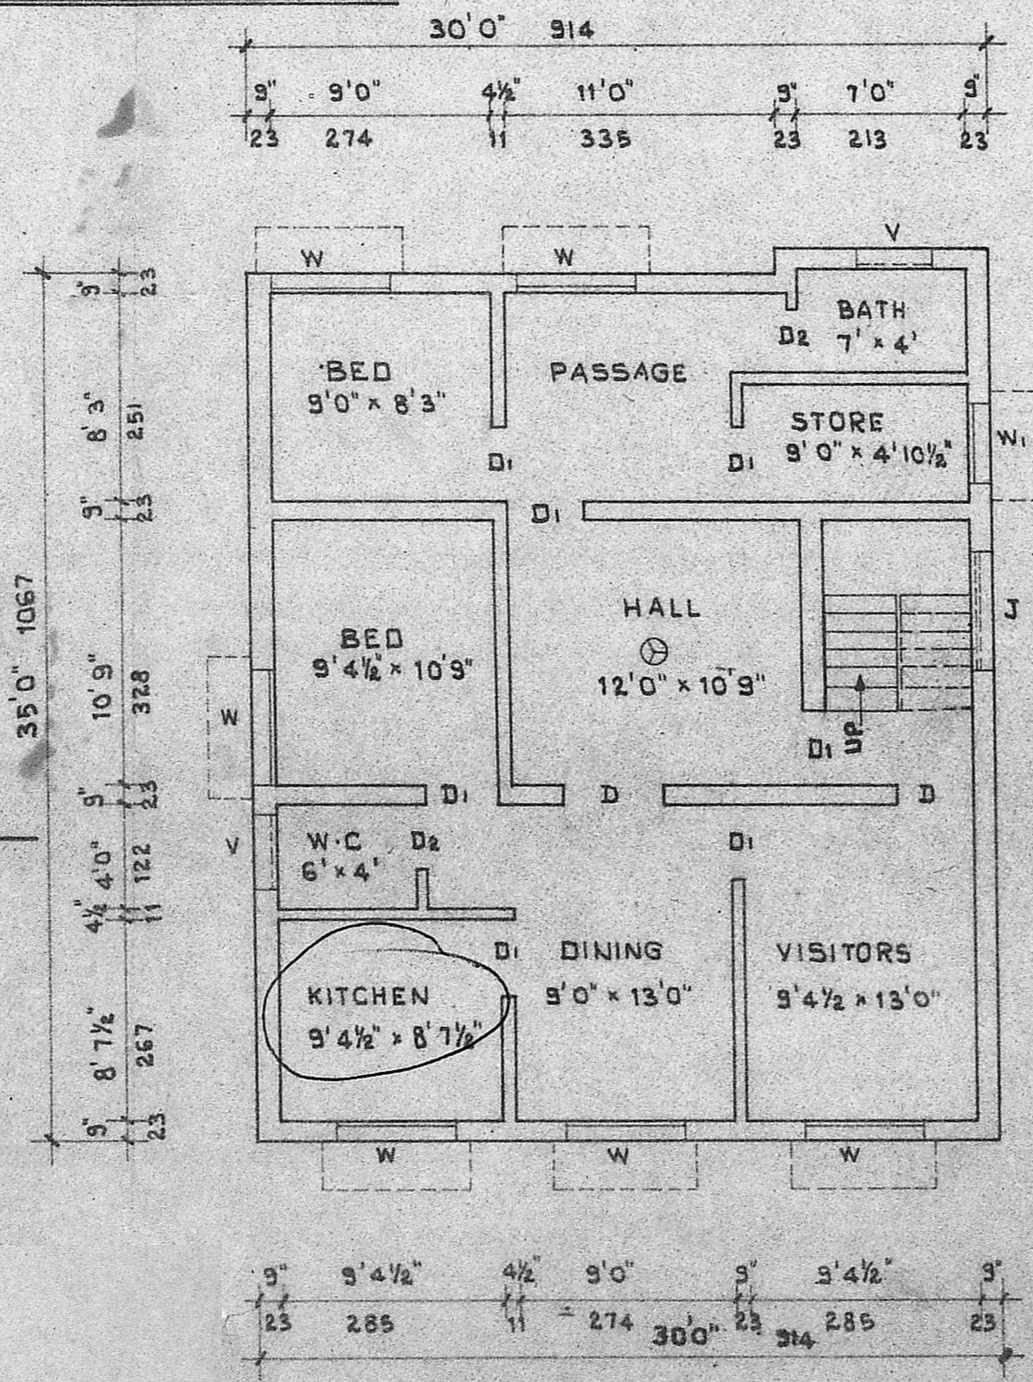 30'0" 914
9" 9'0" 4½" 11'0" 9" 7'0" 9"
23 274 11 335 23 213 23
W W V
BATH
D2 7' × 4'
BED PASSAGE
9'0" × 8'3"
STORE
9'0" × 4'10½"
W1
D1 D1
D1
9" 8'3" 9" 10'9" 9" 4'0" 4½" 8'7½" 9"
23 251 23 328 23 122 11 267 23
35'0" 1067
HALL
J
BED
9'4½" × 10'9"
12'0" × 10'9"
W
D1 UP
D1 D D
V W.C D2 D1
6' × 4'
D1 DINING VISITORS
KITCHEN 9'0" × 13'0" 9'4½ × 13'0"
9'4½" × 8'7½"
W W W
9" 9'4½" 4½" 9'0" 9" 9'4½" 9"
23 285 11 274 23 285 23
30'0" 914